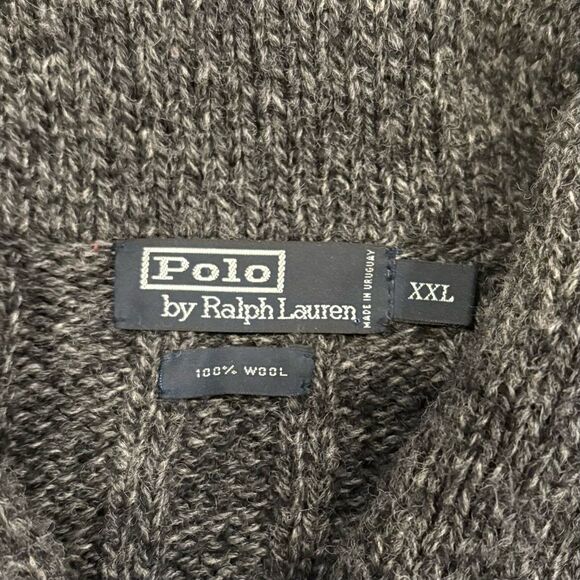 Polo
by Ralph Lauren
MADE IN URUGUAY
XXL
100% WOOL